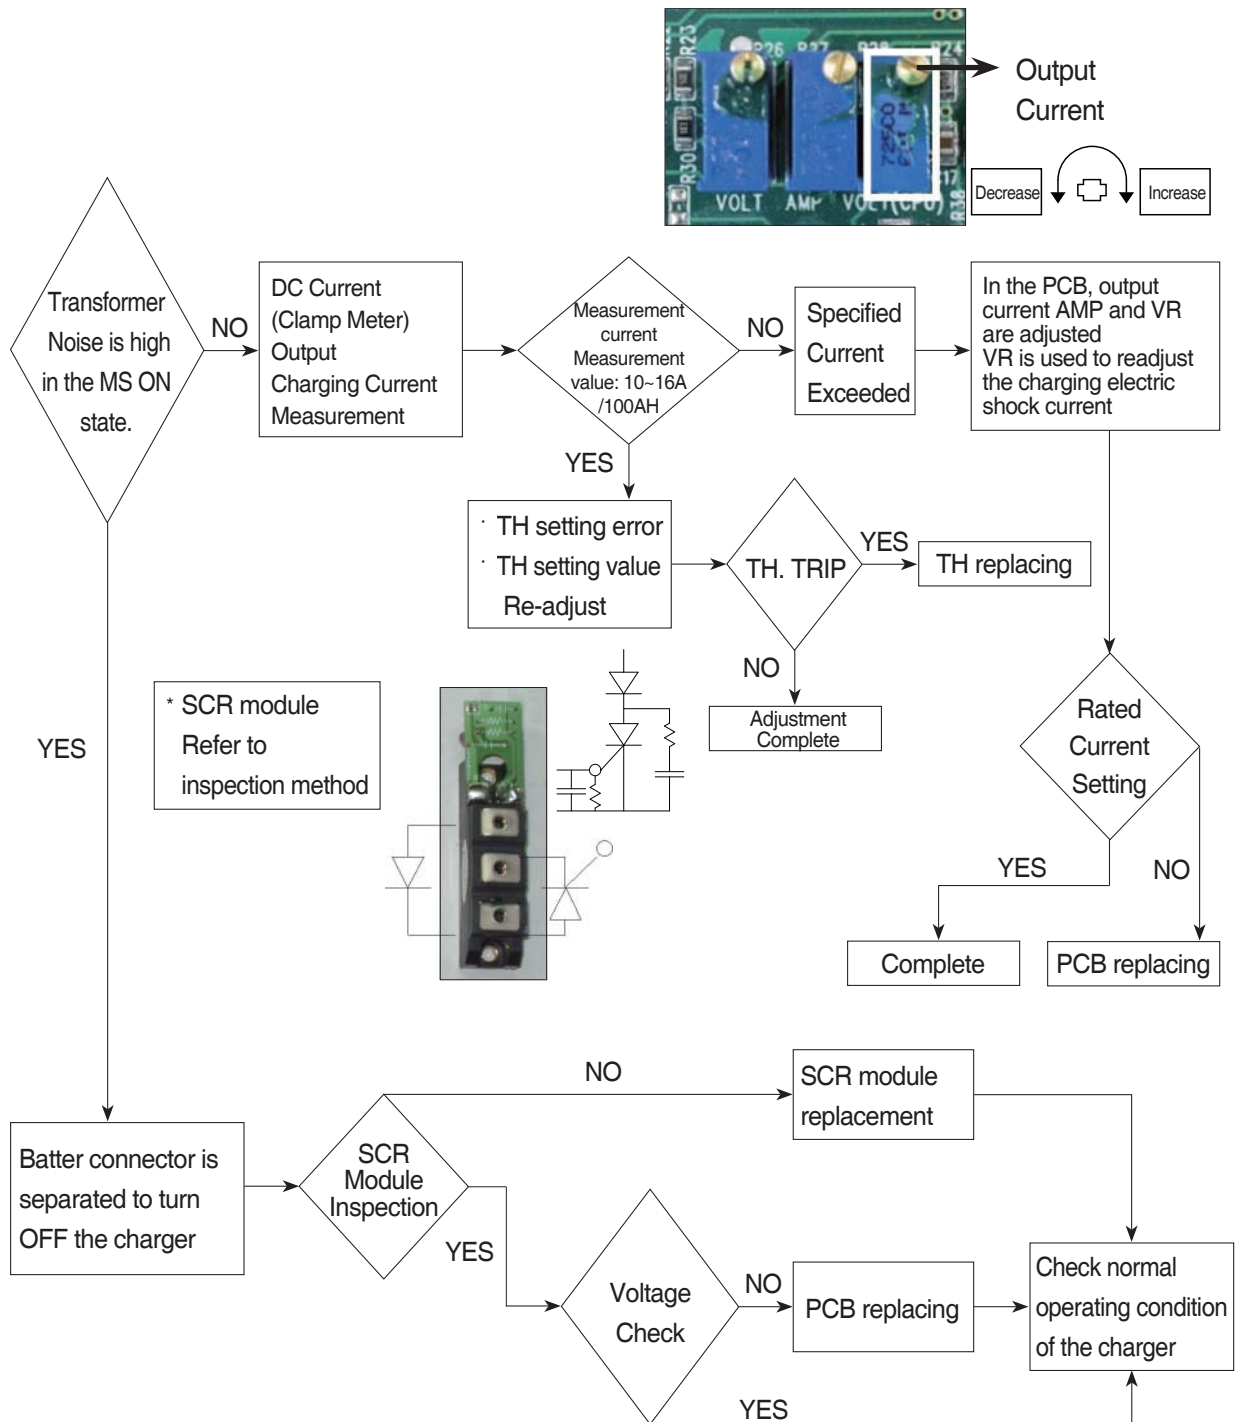 R23
R26
R27
R28
R24
R30
72SC0
R17
R38
VOLT
AMP
VOLT(CPU)
Output
Current
Decrease
Increase
Transformer
Noise is high
in the MS ON
state.
NO
DC Current
(Clamp Meter)
Output
Charging Current
Measurement
Measurement
current
Measurement
value: 10~16A
/100AH
NO
Specified
Current
Exceeded
In the PCB, output
current AMP and VR
are adjusted
VR is used to readjust
the charging electric
shock current
YES
· TH setting error
· TH setting value
Re-adjust
TH. TRIP
YES
TH replacing
NO
Adjustment
Complete
YES
* SCR module
Refer to
inspection method
Rated
Current
Setting
YES
NO
Complete
PCB replacing
Batter connector is
separated to turn
OFF the charger
SCR
Module
Inspection
NO
SCR module
replacement
YES
Voltage
Check
NO
PCB replacing
Check normal
operating condition
of the charger
YES